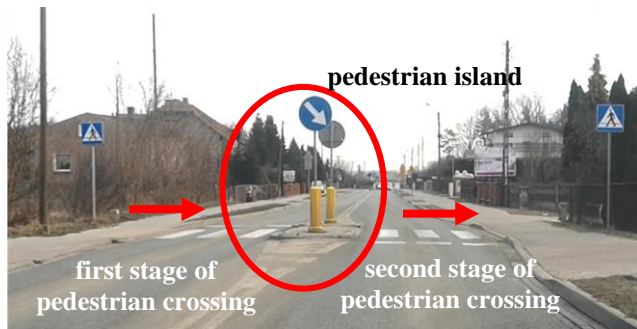 pedestrian island
first stage of
pedestrian crossing
second stage of
pedestrian crossing